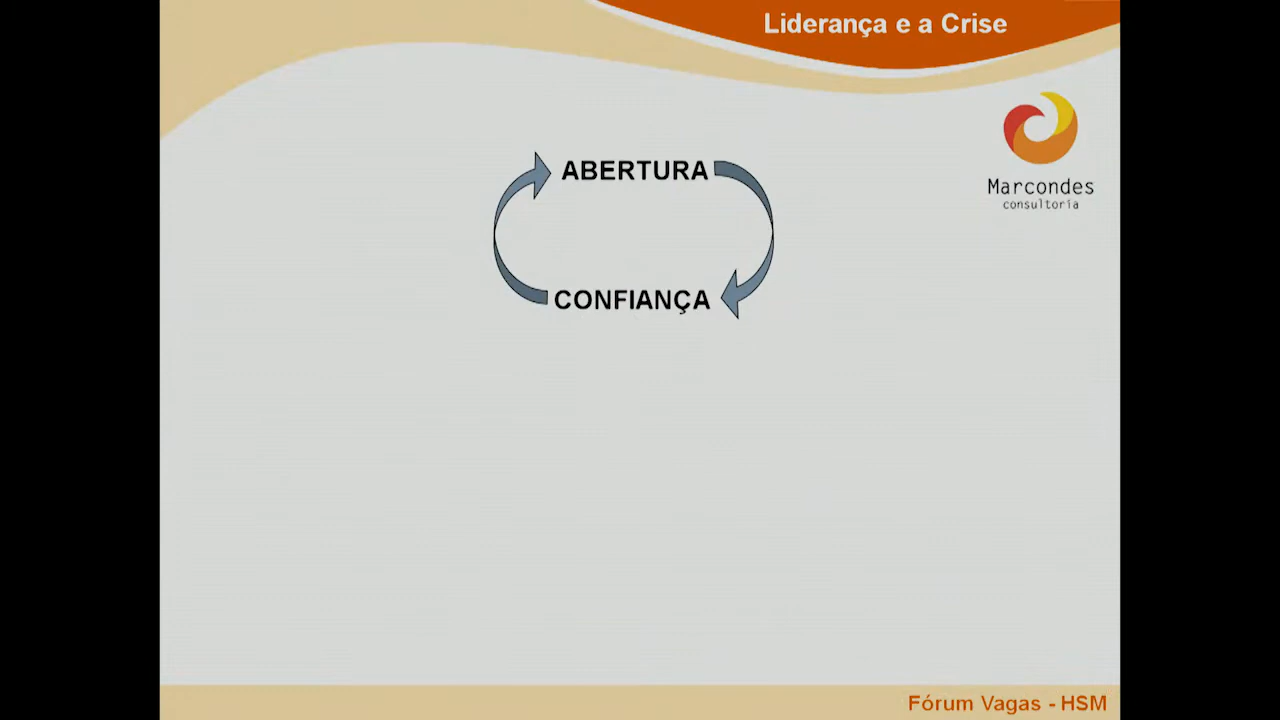 Liderança e a Crise
Marcondes
consultoria
ABERTURA
CONFIANÇA
Fórum Vagas - HSM